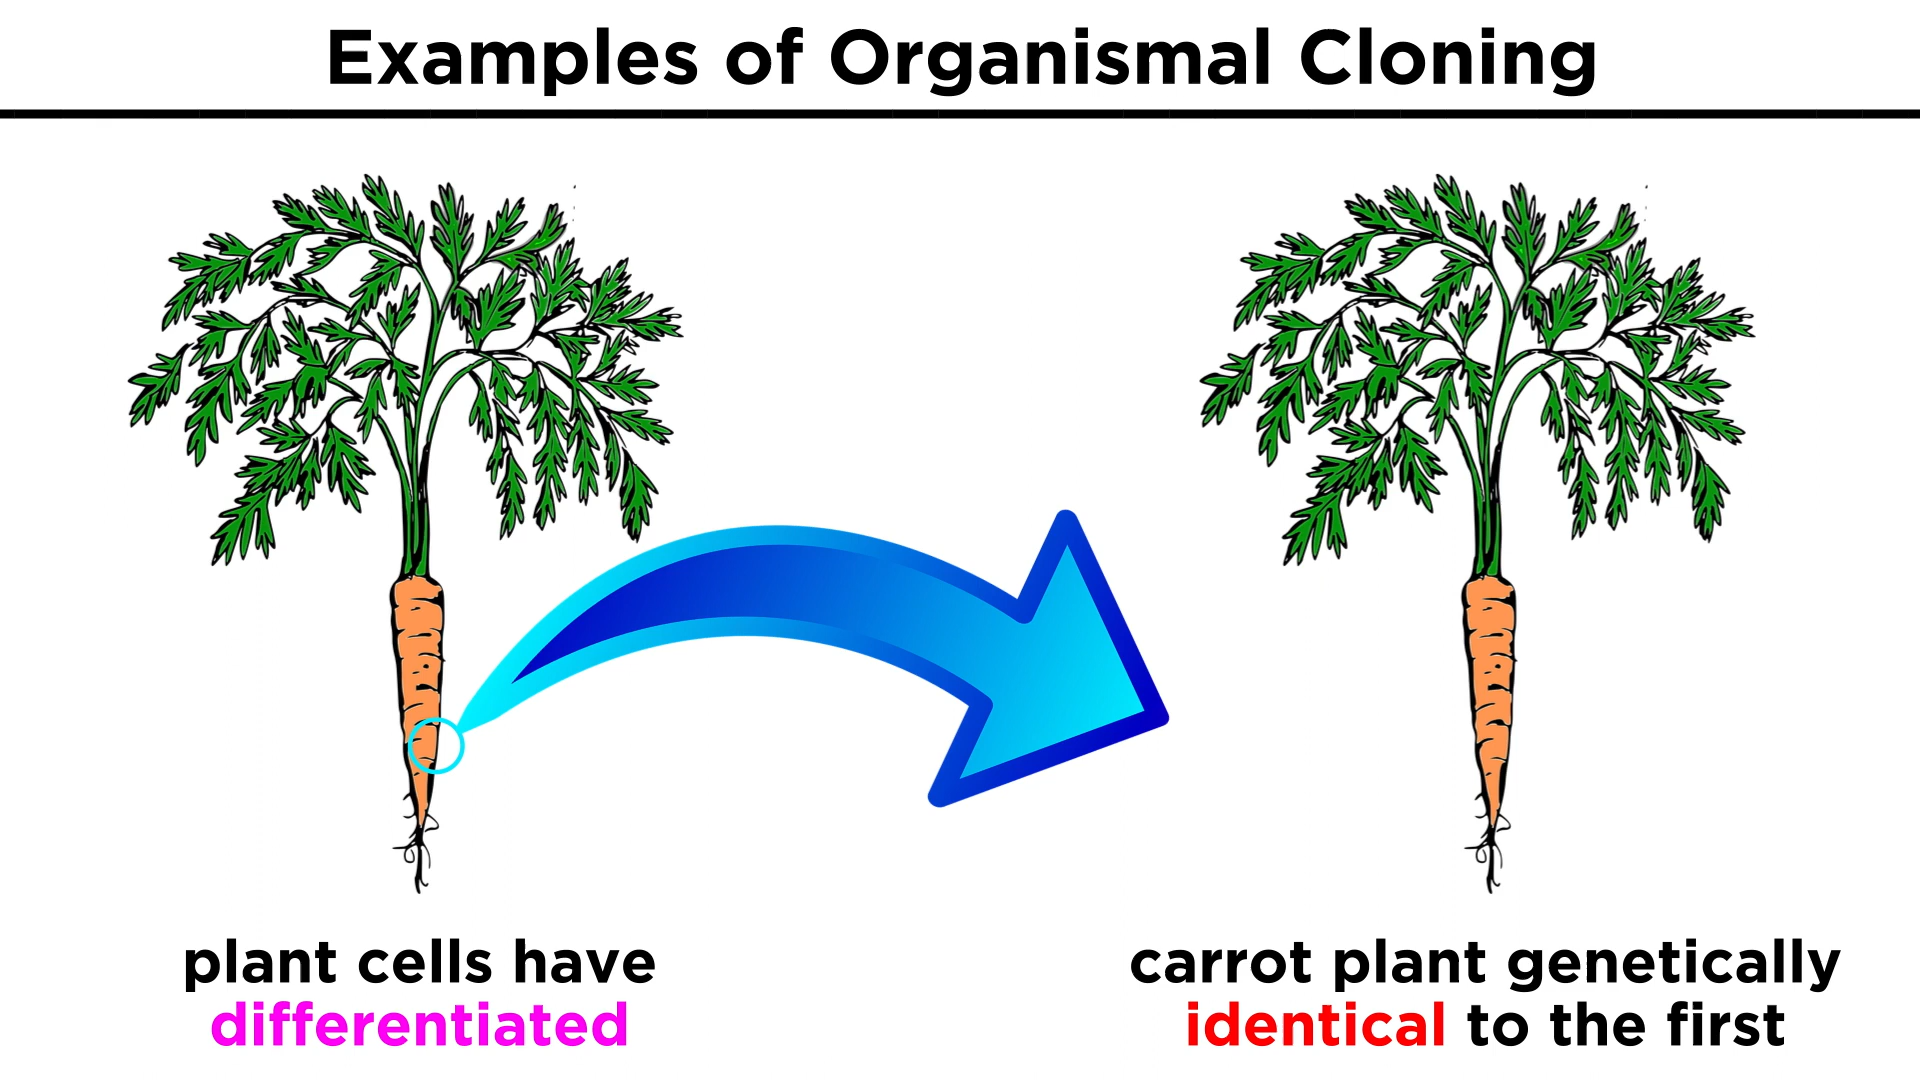 Examples of Organismal Cloning
plant cells have
differentiated
carrot plant genetically
identical to the first